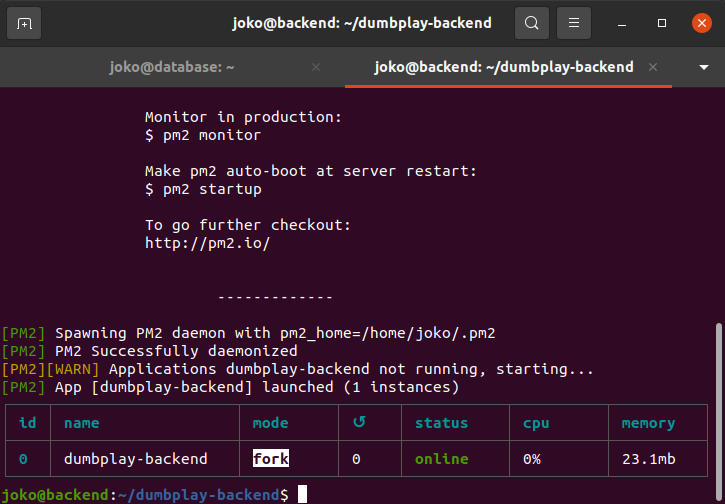 joko@backend: ~/dumbplay-backend
joko@database: ~
joko@backend: ~/dumbplay-backend
Monitor in production:
$ pm2 monitor
Make pm2 auto-boot at server restart:
$ pm2 startup
To go further checkout:
http://pm2.io/
-------------
[PM2] Spawning PM2 daemon with pm2_home=/home/joko/.pm2
[PM2] PM2 Successfully daemonized
[PM2][WARN] Applications dumbplay-backend not running, starting...
[PM2] App [dumbplay-backend] launched (1 instances)
id name mode ↺ status cpu memory
0 dumbplay-backend fork 0 online 0% 23.1mb
joko@backend:~/dumbplay-backend$